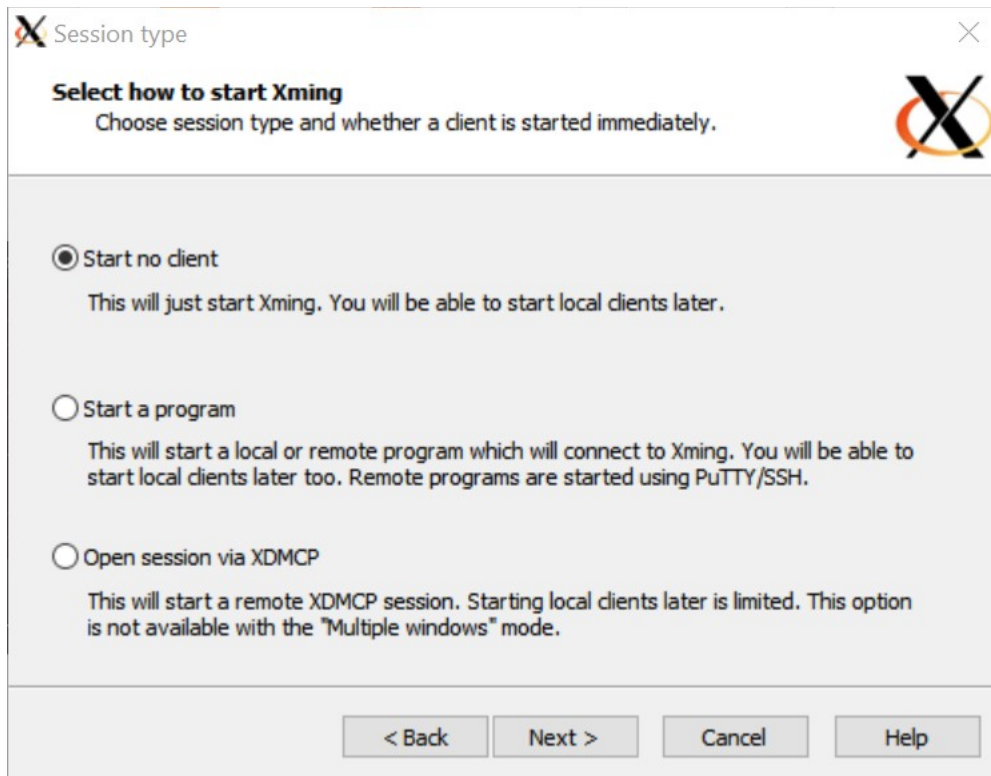 Session type
Select how to start Xming
Choose session type and whether a client is started immediately.
Start no client
This will just start Xming. You will be able to start local clients later.
Start a program
This will start a local or remote program which will connect to Xming. You will be able to
start local clients later too. Remote programs are started using PuTTY/SSH.
Open session via XDMCP
This will start a remote XDMCP session. Starting local clients later is limited. This option
is not available with the "Multiple windows" mode.
< Back
Next >
Cancel
Help